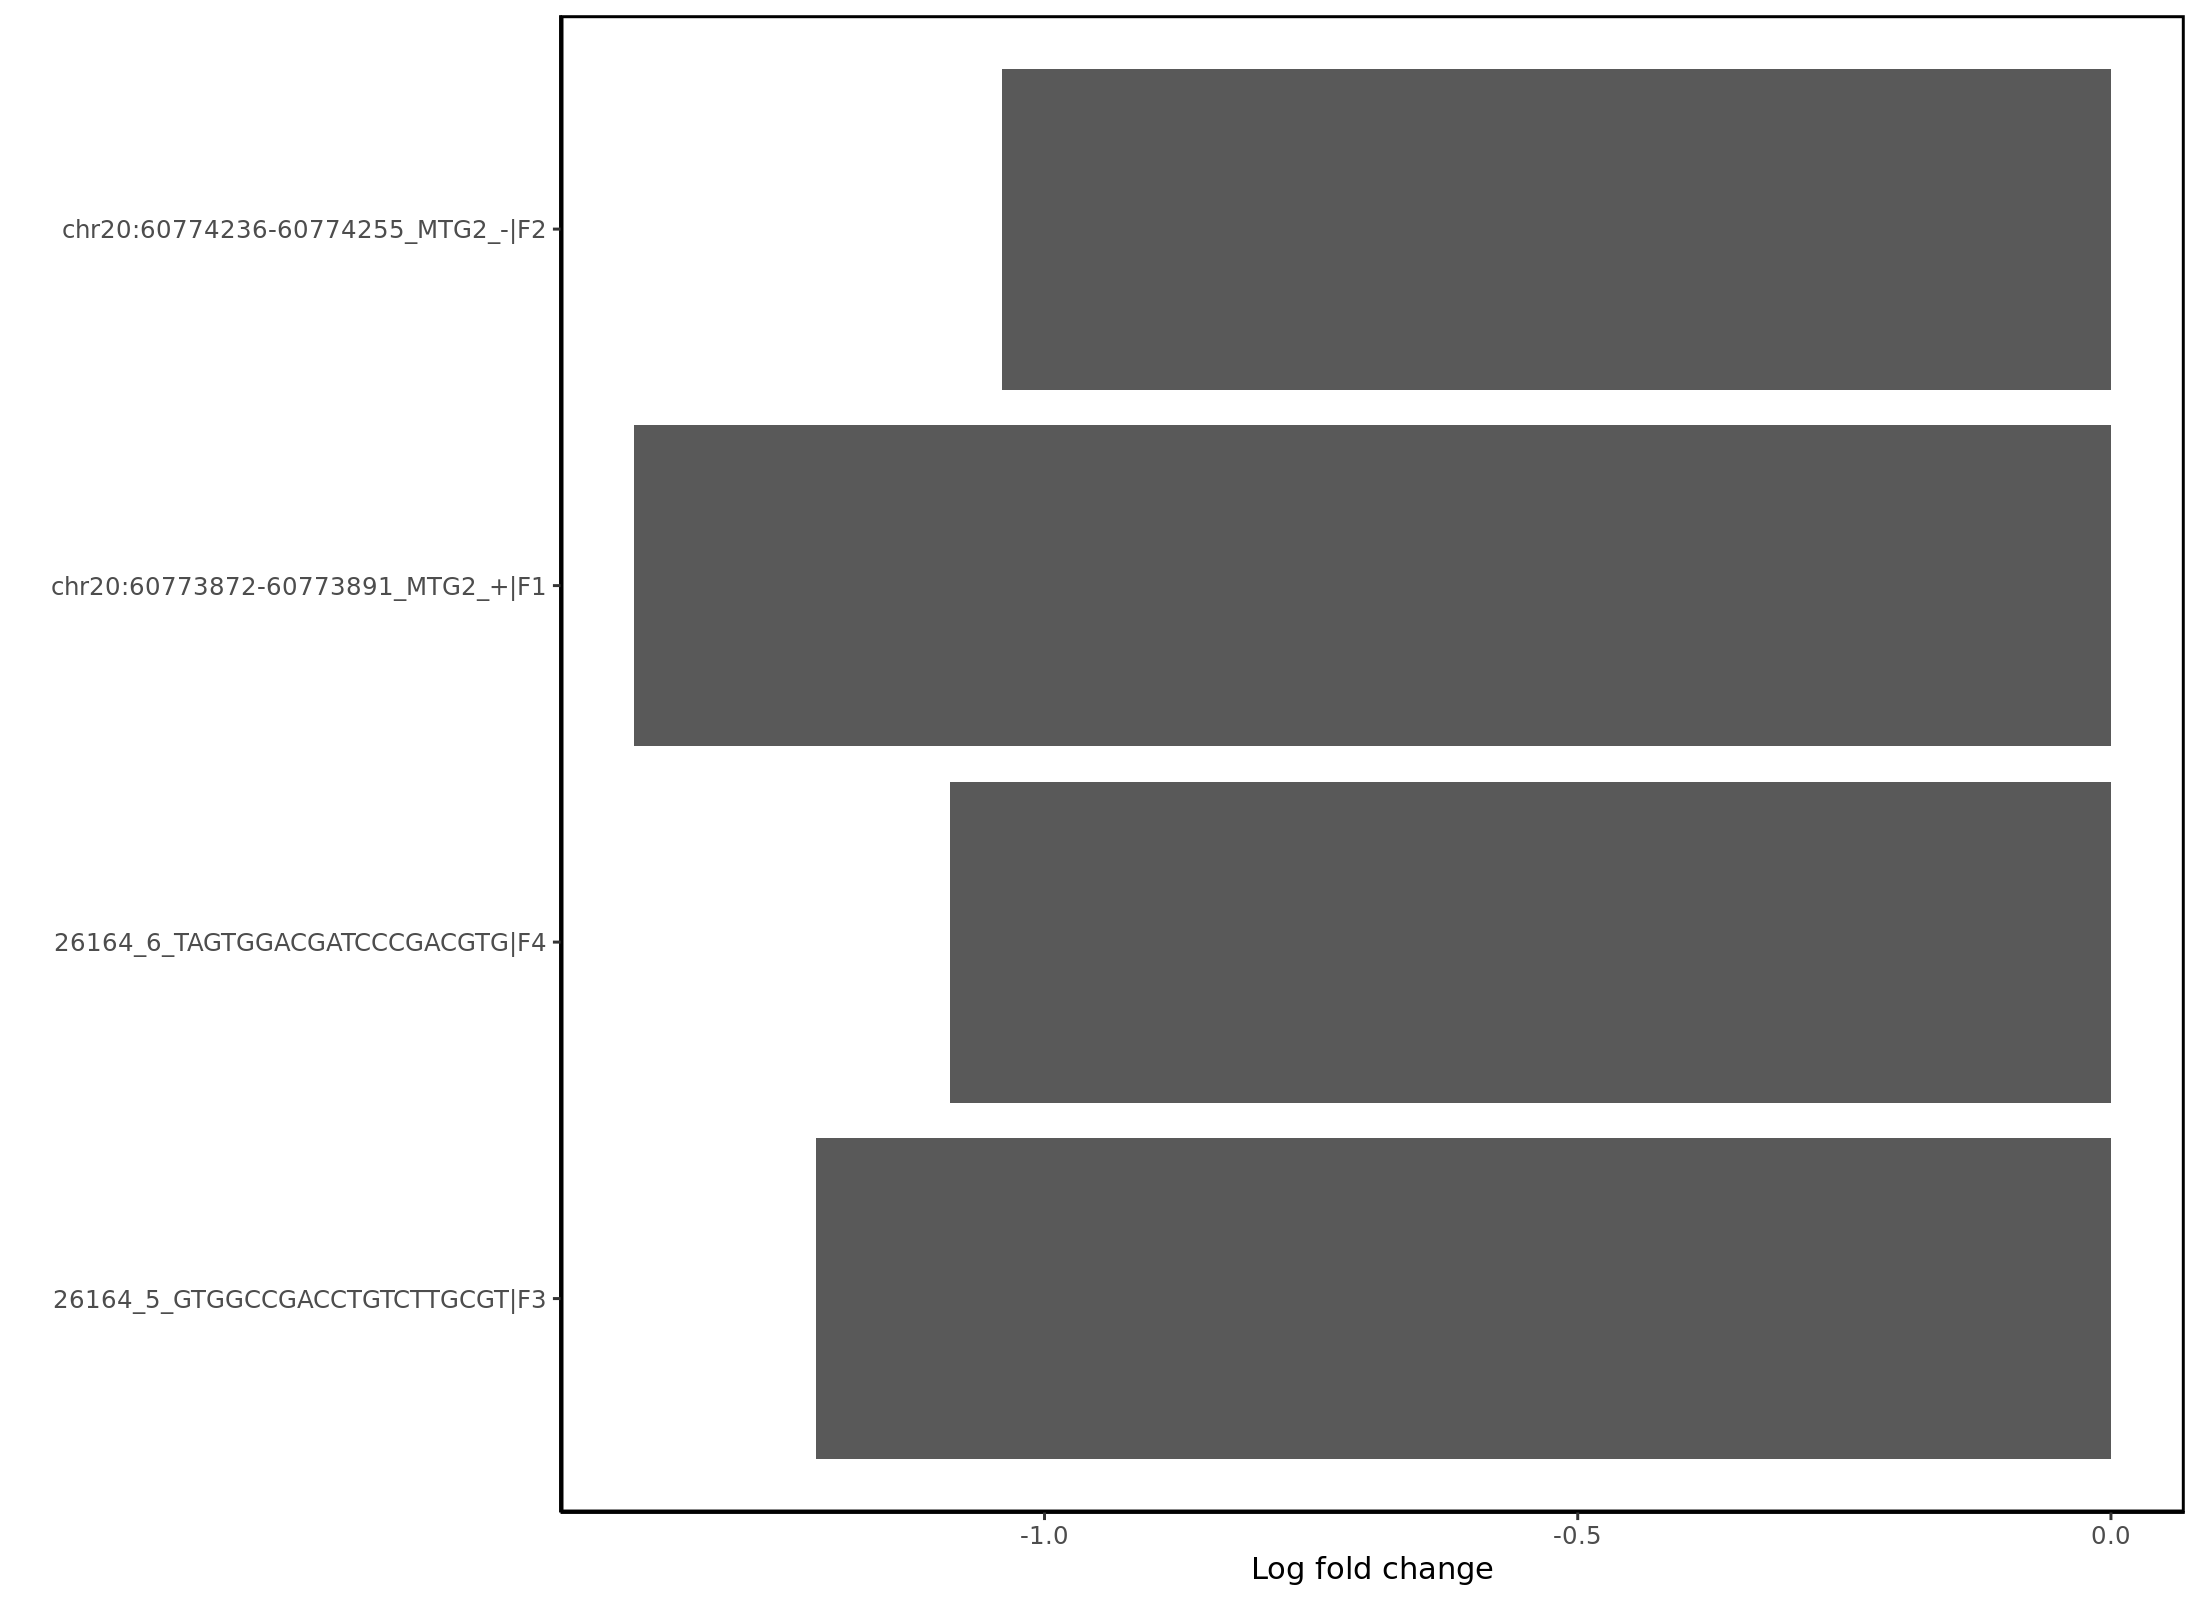 chr20:60774236-60774255_MTG2_-|F2
chr20:60773872-60773891_MTG2_+|F1
26164_6_TAGTGGACGATCCCGACGTG|F4
26164_5_GTGGCCGACCTGTCTTGCGT|F3
-1.0 -0.5 0.0
Log fold change